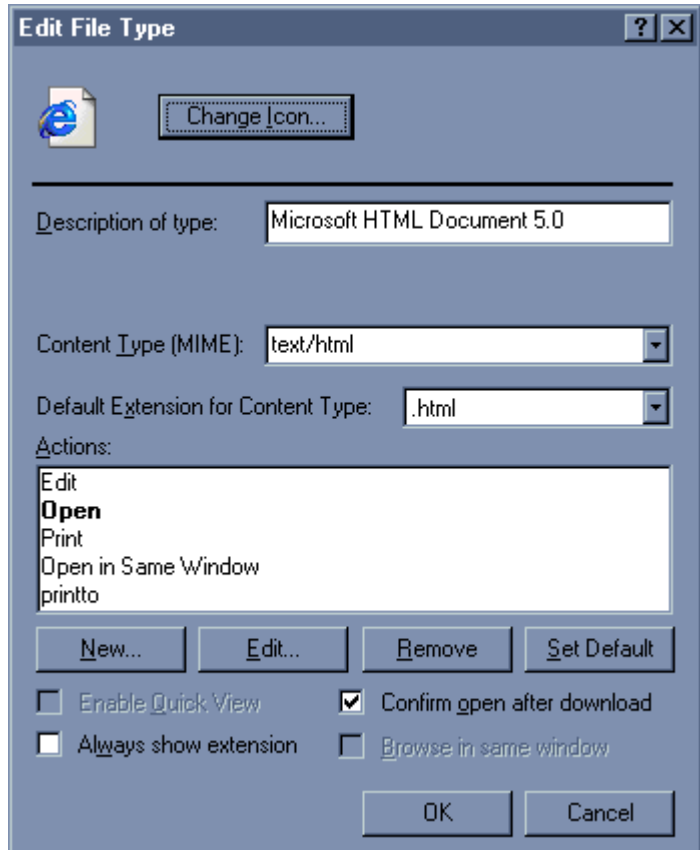 Edit File Type
Change Icon...
Description of type: Microsoft HTML Document 5.0
Content Type (MIME): text/html
Default Extension for Content Type: .html
Actions:
Edit
Open
Print
Open in Same Window
printto
New... Edit... Remove Set Default
Enable Quick View Confirm open after download
Always show extension Browse in same window
OK Cancel